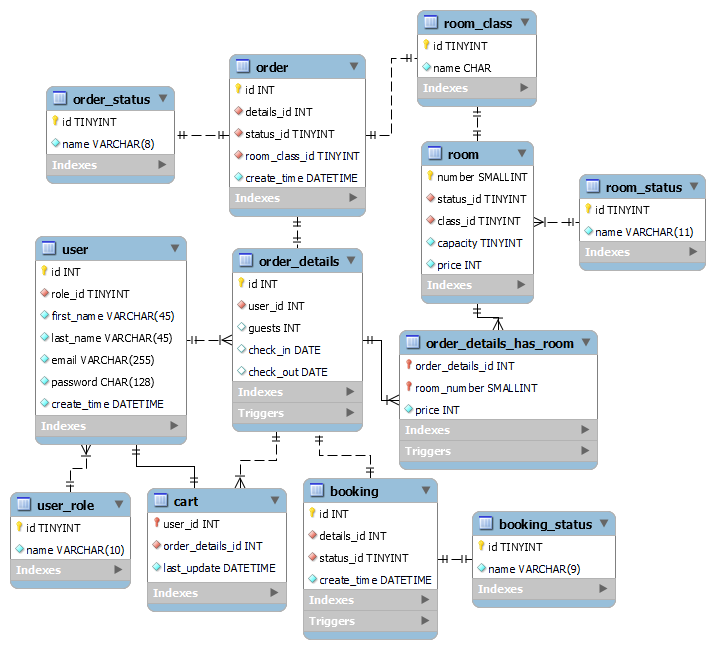 room_class
id TINYINT
name CHAR
Indexes
order
id INT
details_id INT
status_id TINYINT
room_class_id TINYINT
create_time DATETIME
Indexes
order_status
id TINYINT
name VARCHAR(8)
Indexes
room
number SMALLINT
status_id TINYINT
class_id TINYINT
capacity TINYINT
price INT
Indexes
room_status
id TINYINT
name VARCHAR(11)
Indexes
user
id INT
role_id TINYINT
first_name VARCHAR(45)
last_name VARCHAR(45)
email VARCHAR(255)
password CHAR(128)
create_time DATETIME
Indexes
order_details
id INT
user_id INT
guests INT
check_in DATE
check_out DATE
Indexes
Triggers
order_details_has_room
order_details_id INT
room_number SMALLINT
price INT
Indexes
Triggers
user_role
id TINYINT
name VARCHAR(10)
Indexes
cart
user_id INT
order_details_id INT
last_update DATETIME
Indexes
booking
id INT
details_id INT
status_id TINYINT
create_time DATETIME
Indexes
Triggers
booking_status
id TINYINT
name VARCHAR(9)
Indexes